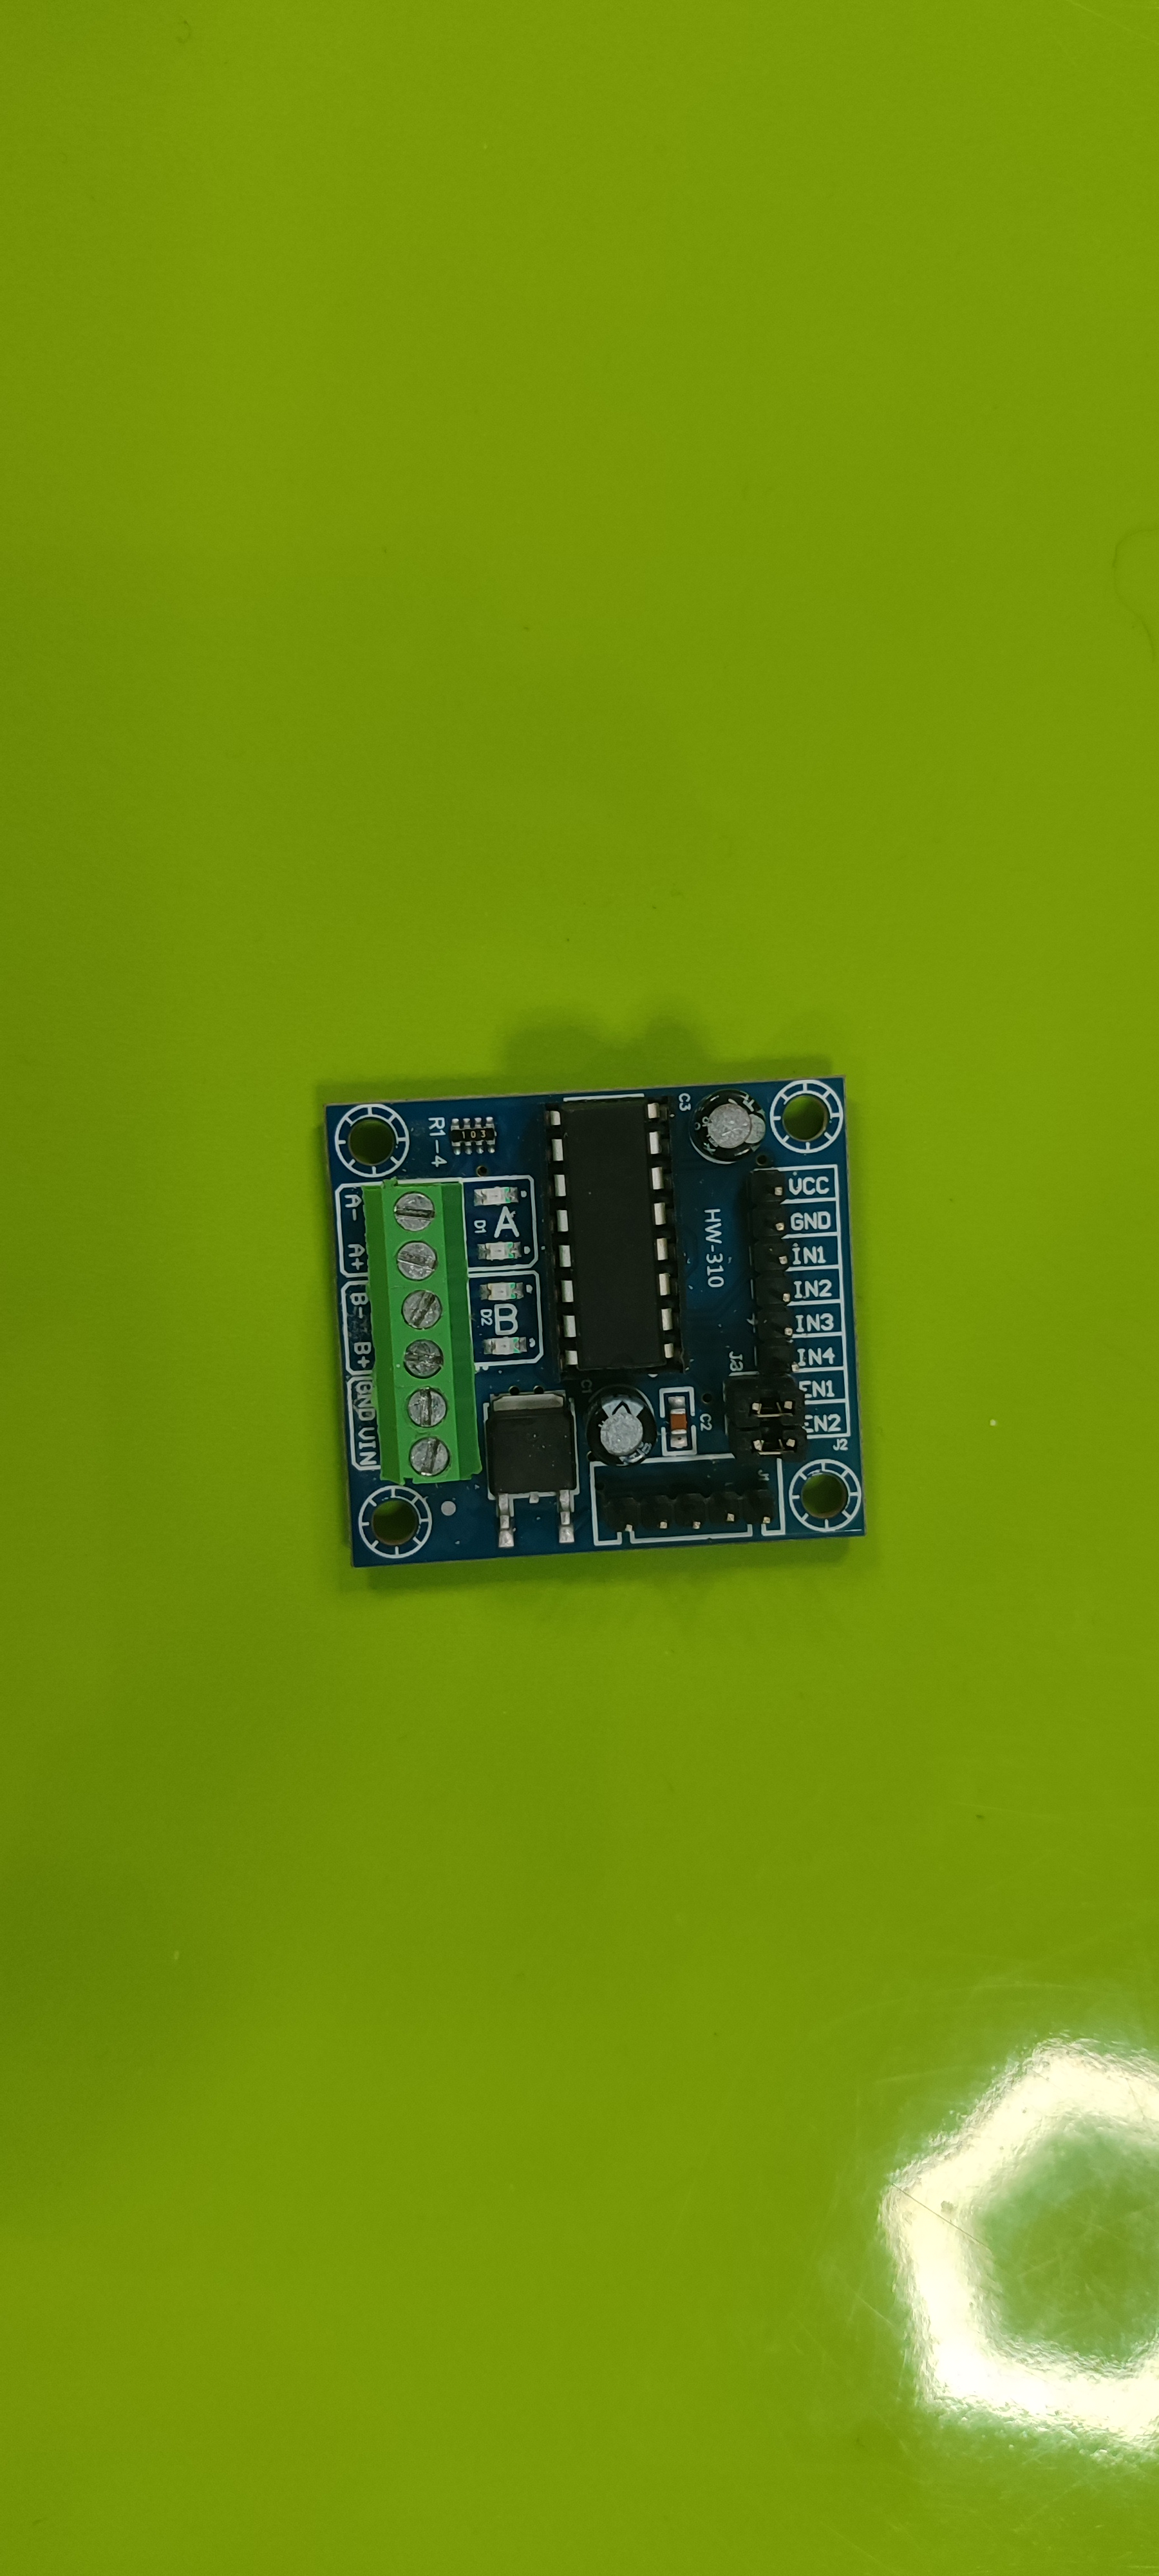 C3
R1-4
103
VCC
GND
IN1
IN2
IN3
IN4
EN1
EN2
J2
HW-310
A-
A+
B-
B+
GND
VIN
D1
A
D2
B
C1
C2
J1